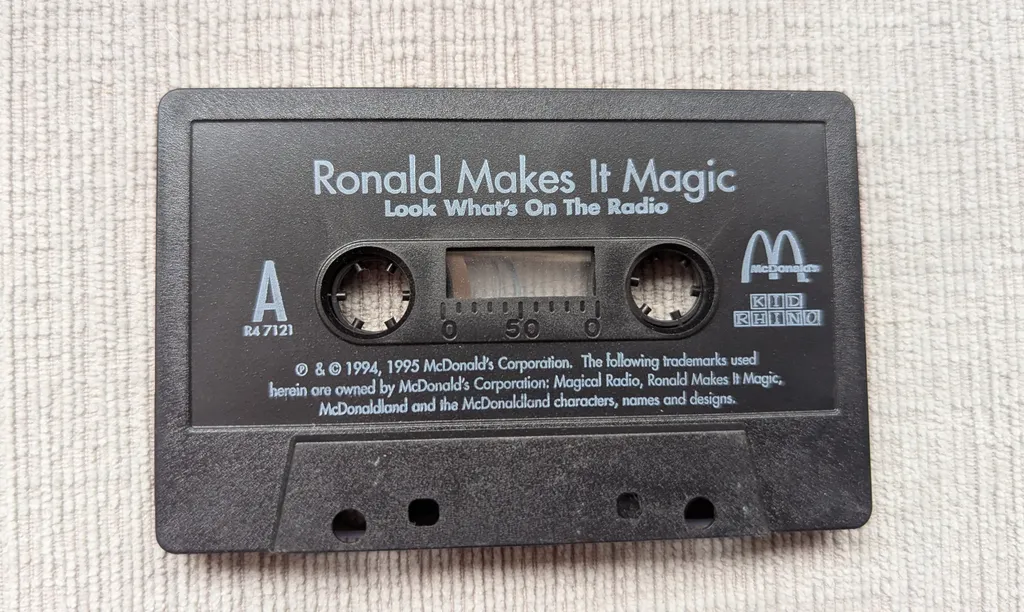 Ronald Makes It Magic
Look What's On The Radio
A
R4 7121
McDonald's
KID
RHINO
0 50 0
℗ & © 1994, 1995 McDonald's Corporation. The following trademarks used
herein are owned by McDonald's Corporation: Magical Radio, Ronald Makes It Magic,
McDonaldland and the McDonaldland characters, names and designs.